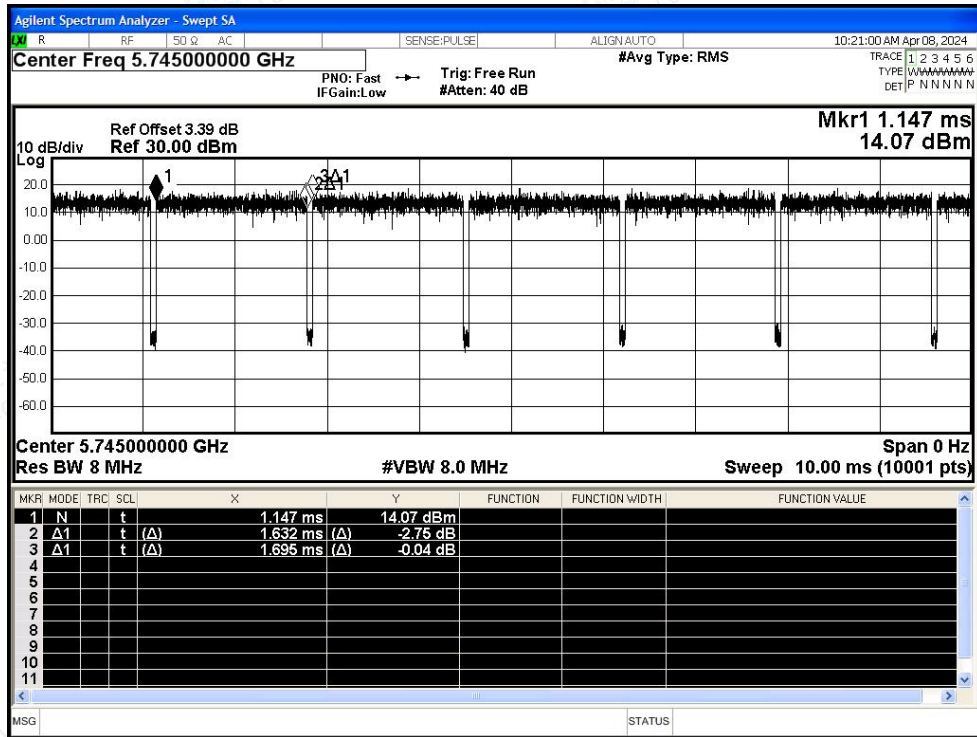 Agilent Spectrum Analyzer - Swept SA
LXI R RF 50 Ω AC SENSE:PULSE ALIGN AUTO 10:21:00 AM Apr 08, 2024
Center Freq 5.745000000 GHz #Avg Type: RMS TRACE 1 2 3 4 5 6
PNO: Fast Trig: Free Run TYPE WWWWWW
IFGain:Low #Atten: 40 dB DET P N N N N N
Mkr1 1.147 ms
Ref Offset 3.39 dB
10 dB/div Ref 30.00 dBm 14.07 dBm
Log
1 2Δ1 3Δ1
20.0
10.0
0.00
-10.0
-20.0
-30.0
-40.0
-50.0
-60.0
Center 5.745000000 GHz Span 0 Hz
Res BW 8 MHz #VBW 8.0 MHz Sweep 10.00 ms (10001 pts)
MKR MODE TRC SCL X Y FUNCTION FUNCTION WIDTH FUNCTION VALUE
1 N t 1.147 ms 14.07 dBm
2 Δ1 t (Δ) 1.632 ms (Δ) -2.75 dB
3 Δ1 t (Δ) 1.695 ms (Δ) -0.04 dB
4
5
6
7
8
9
10
11
MSG STATUS